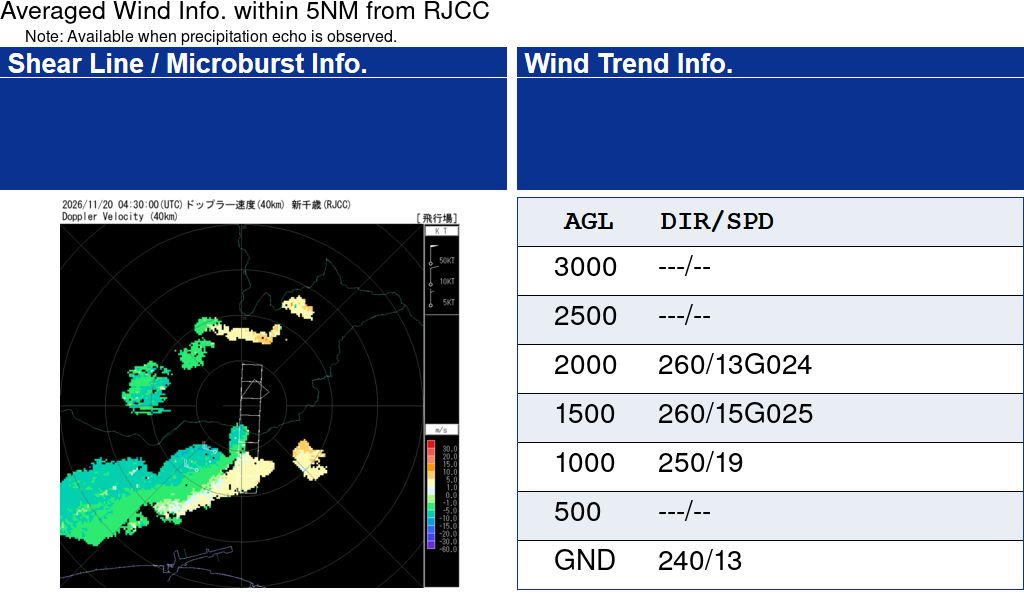 Averaged Wind Info. within 5NM from RJCC
Note: Available when precipitation echo is observed.
Shear Line / Microburst Info.
Wind Trend Info.
2026/11/20 04:30:00(UTC) ドップラー速度(40km) 新千歳(RJCC)
Doppler Velocity (40km)
[飛行場]
KT
50KT
10KT
5KT
m/s
30.0
20.0
15.0
10.0
5.0
1.0
0.0
-1.0
-5.0
-10.0
-15.0
-20.0
-30.0
-60.0
AGL DIR/SPD
3000 ---/--
2500 ---/--
2000 260/13G024
1500 260/15G025
1000 250/19
500 ---/--
GND 240/13